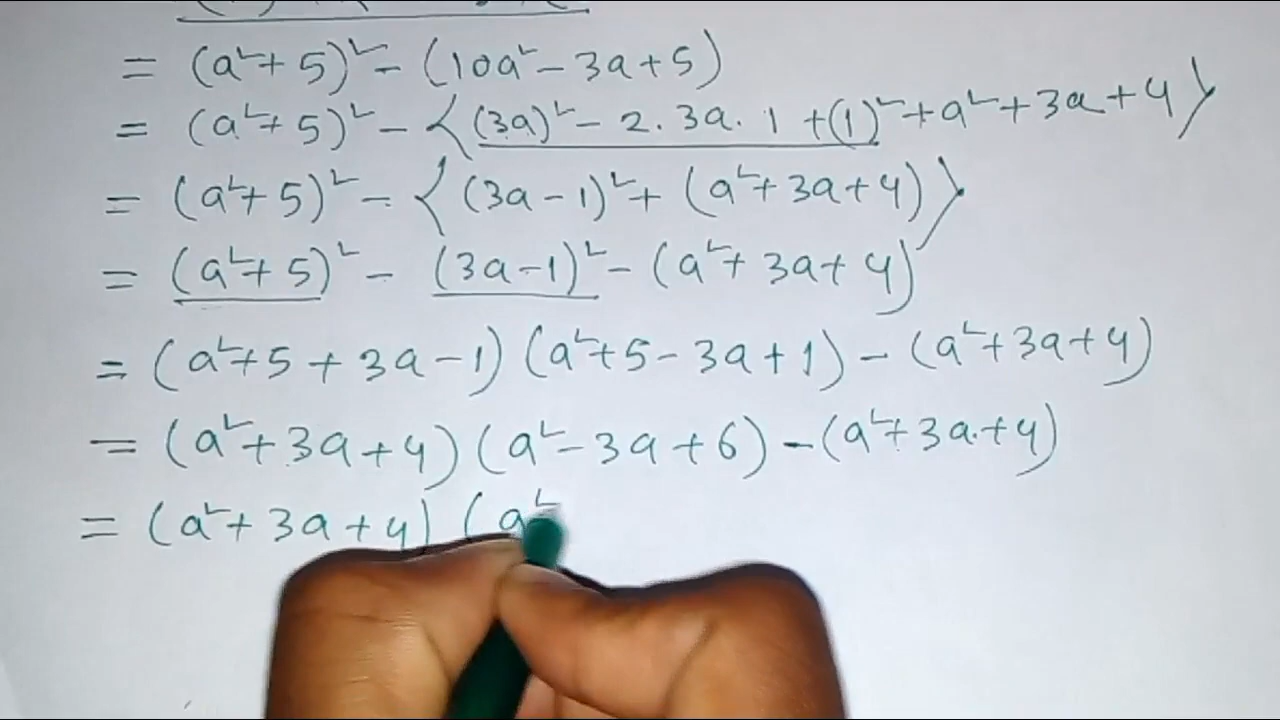 = (a²+5)² - (10a² - 3a + 5)
= (a²+5)² - <(3a)² - 2. 3a. 1 + (1)² + a² + 3a + 4>
= (a²+5)² - <(3a - 1)² + (a² + 3a + 4)>
= (a²+5)² - (3a - 1)² - (a² + 3a + 4)
= (a²+5 + 3a - 1) (a²+5 - 3a + 1) - (a² + 3a + 4)
= (a² + 3a + 4) (a² - 3a + 6) - (a² + 3a + 4)
= (a² + 3a + 4) (a²